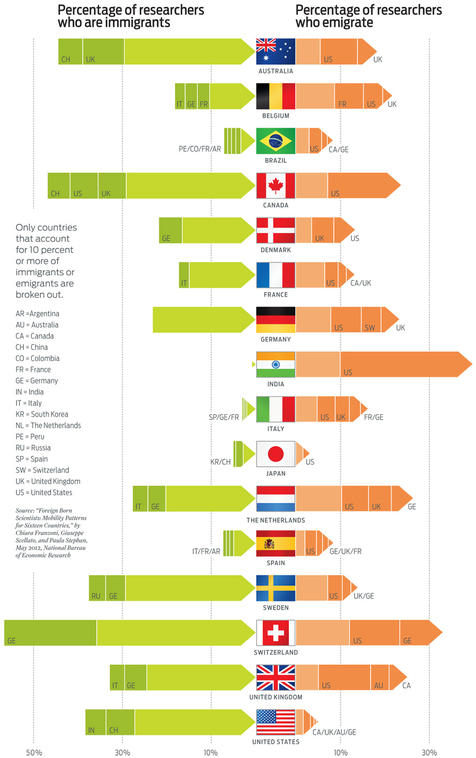 Percentage of researchers
who are immigrants
Percentage of researchers
who emigrate
CH UK
US UK
AUSTRALIA
IT GE FR
FR US UK
BELGIUM
PE/CO/FR/AR
US CA/GE
BRAZIL
CH US UK
US
CANADA
GE
UK US
DENMARK
IT
US CA/UK
FRANCE
US SW UK
GERMANY
US
INDIA
SP/GE/FR
US UK FR/GE
ITALY
KR/CH
US
JAPAN
IT GE
US UK GE
THE NETHERLANDS
IT/FR/AR
US GE/UK/FR
SPAIN
RU GE
US UK/GE
SWEDEN
GE
US GE
SWITZERLAND
IT GE
US AU CA
UNITED KINGDOM
IN CH
CA/UK/AU/GE
UNITED STATES
50% 30% 10% 10% 30%
Only countries
that account
for 10 percent
or more of
immigrants or
emigrants are
broken out.
AR =Argentina
AU = Australia
CA = Canada
CH = China
CO = Colombia
FR = France
GE = Germany
IN = India
IT = Italy
KR = South Korea
NL = The Netherlands
PE = Peru
RU = Russia
SP = Spain
SW = Switzerland
UK = United Kingdom
US = United States
Source: "Foreign Born
Scientists: Mobility Patterns
for Sixteen Countries," by
Chiara Franzoni, Giuseppe
Scellato, and Paula Stephan,
May 2012, National Bureau
of Economic Research